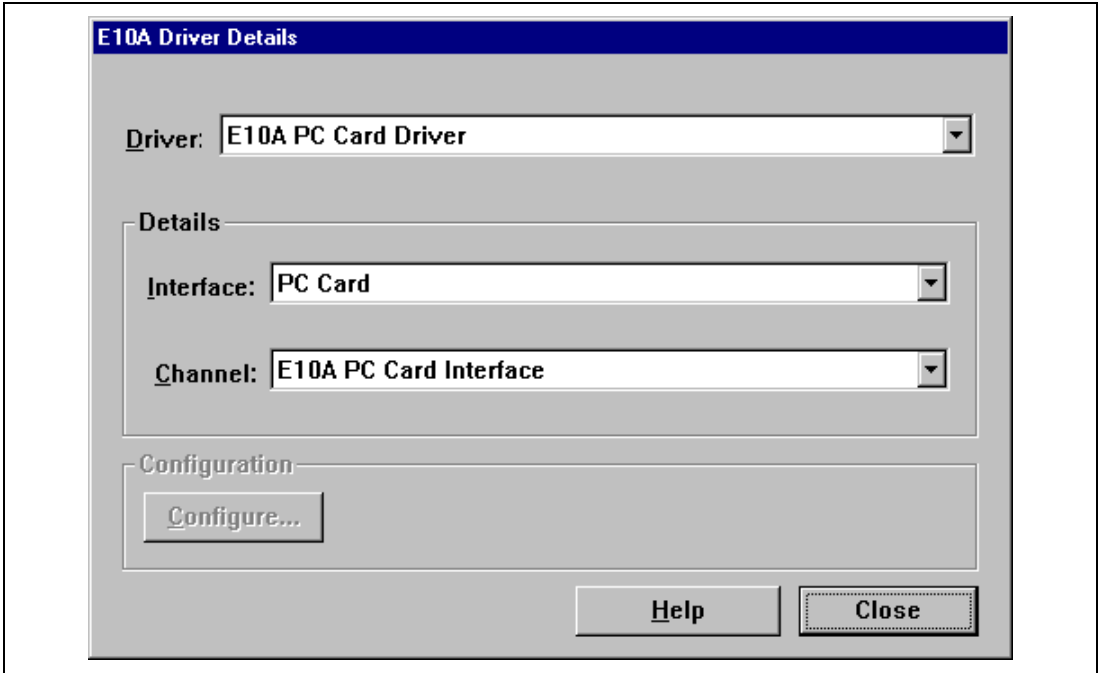 E10A Driver Details
Driver: E10A PC Card Driver
Details
Interface: PC Card
Channel: E10A PC Card Interface
Configuration
Configure...
Help Close